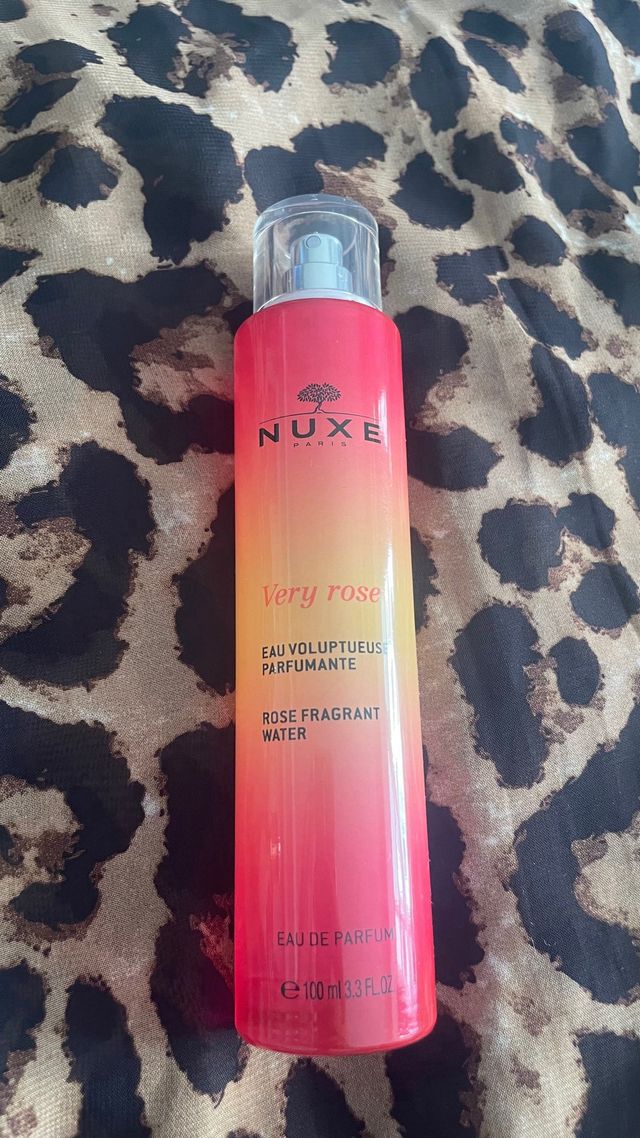 NUXE
PARIS
Very rose
EAU VOLUPTUEUSE
PARFUMANTE
ROSE FRAGRANT
WATER
EAU DE PARFUM
℮ 100 ml 3.3 FL.OZ